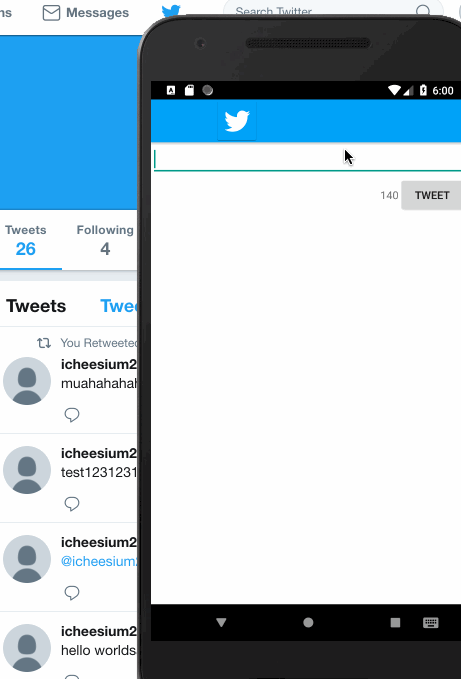 ns
Messages
Search Twitter
Tweets
26
Following
4
Tweets
Twee
You Retweeted
icheesium2
muahahahah
icheesium2
test1231231
icheesium2
@icheesium2
icheesium2
hello worlds
A
6:00
140
TWEET